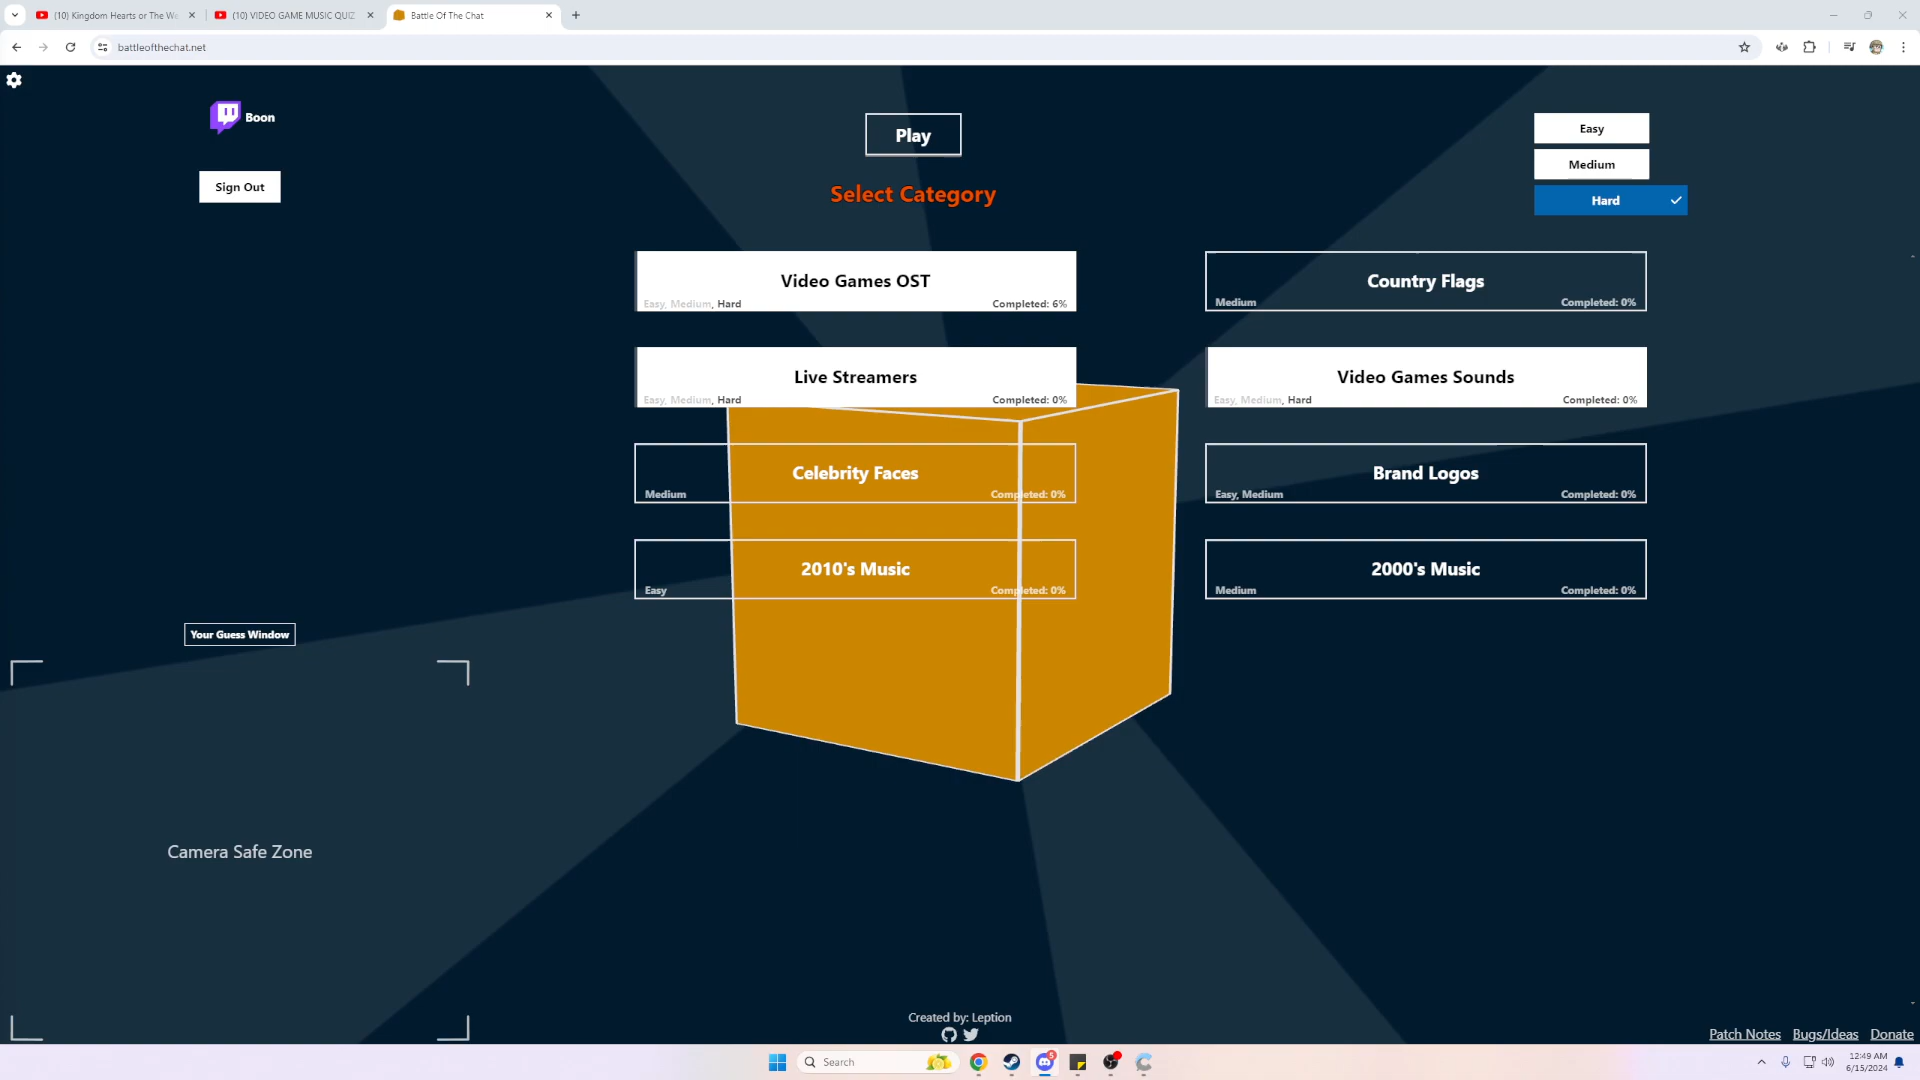 (10) Kingdom Hearts or The We
(10) VIDEO GAME MUSIC QUIZ
Battle Of The Chat
battleofthechat.net
Boon
Play
Easy
Medium
Sign Out
Select Category
Hard
Video Games OST
Easy, Medium, Hard
Completed: 6%
Country Flags
Medium
Completed: 0%
Live Streamers
Easy, Medium, Hard
Completed: 0%
Video Games Sounds
Easy, Medium, Hard
Completed: 0%
Celebrity Faces
Medium
Completed: 0%
Brand Logos
Easy, Medium
Completed: 0%
2010's Music
Easy
Completed: 0%
2000's Music
Medium
Completed: 0%
Your Guess Window
Camera Safe Zone
Created by: Leption
Patch Notes
Bugs/Ideas
Donate
Search
5
12:49 AM
6/15/2024